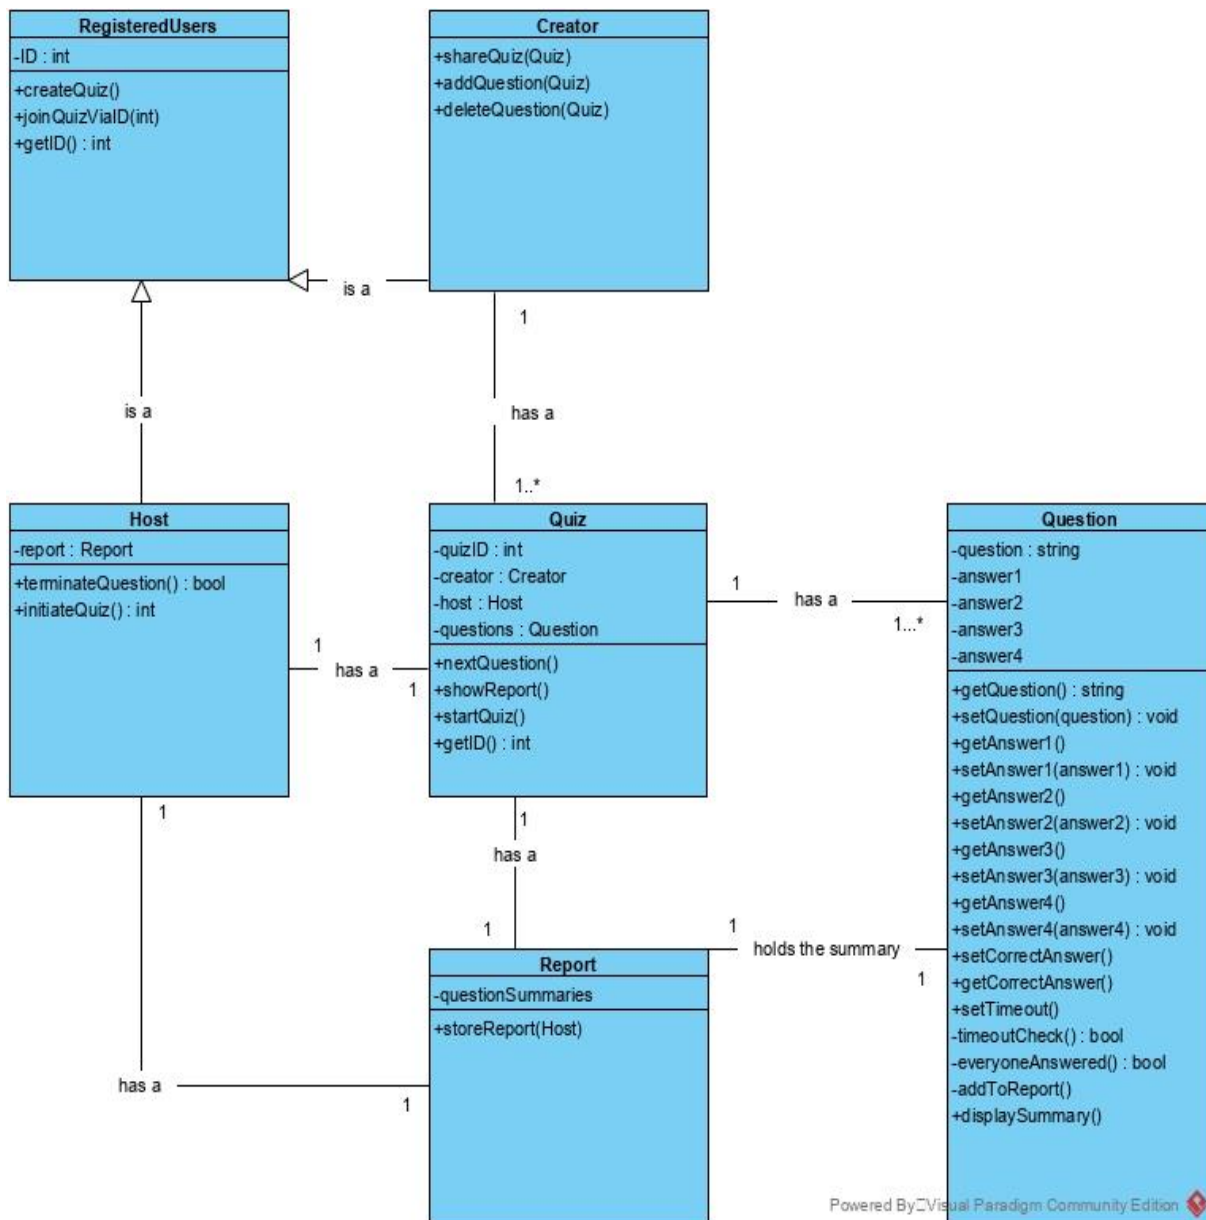 RegisteredUsers
-ID : int
+createQuiz()
+joinQuizViaID(int)
+getID() : int
Creator
+shareQuiz(Quiz)
+addQuestion(Quiz)
+deleteQuestion(Quiz)
is a
1
is a
has a
1..*
Host
-report : Report
+terminateQuestion() : bool
+initiateQuiz() : int
Quiz
-quizID : int
-creator : Creator
-host : Host
-questions : Question
+nextQuestion()
+showReport()
+startQuiz()
+getID() : int
Question
-question : string
-answer1
-answer2
-answer3
-answer4
+getQuestion() : string
+setQuestion(question) : void
+getAnswer1()
+setAnswer1(answer1) : void
+getAnswer2()
+setAnswer2(answer2) : void
+getAnswer3()
+setAnswer3(answer3) : void
+getAnswer4()
+setAnswer4(answer4) : void
+setCorrectAnswer()
+getCorrectAnswer()
+setTimeout()
-timeoutCheck() : bool
-everyoneAnswered() : bool
-addToReport()
+displaySummary()
1
has a
1...*
1
has a
1
1
1
has a
1
1
holds the summary
1
Report
-questionSummaries
+storeReport(Host)
has a
1
Powered By Visual Paradigm Community Edition